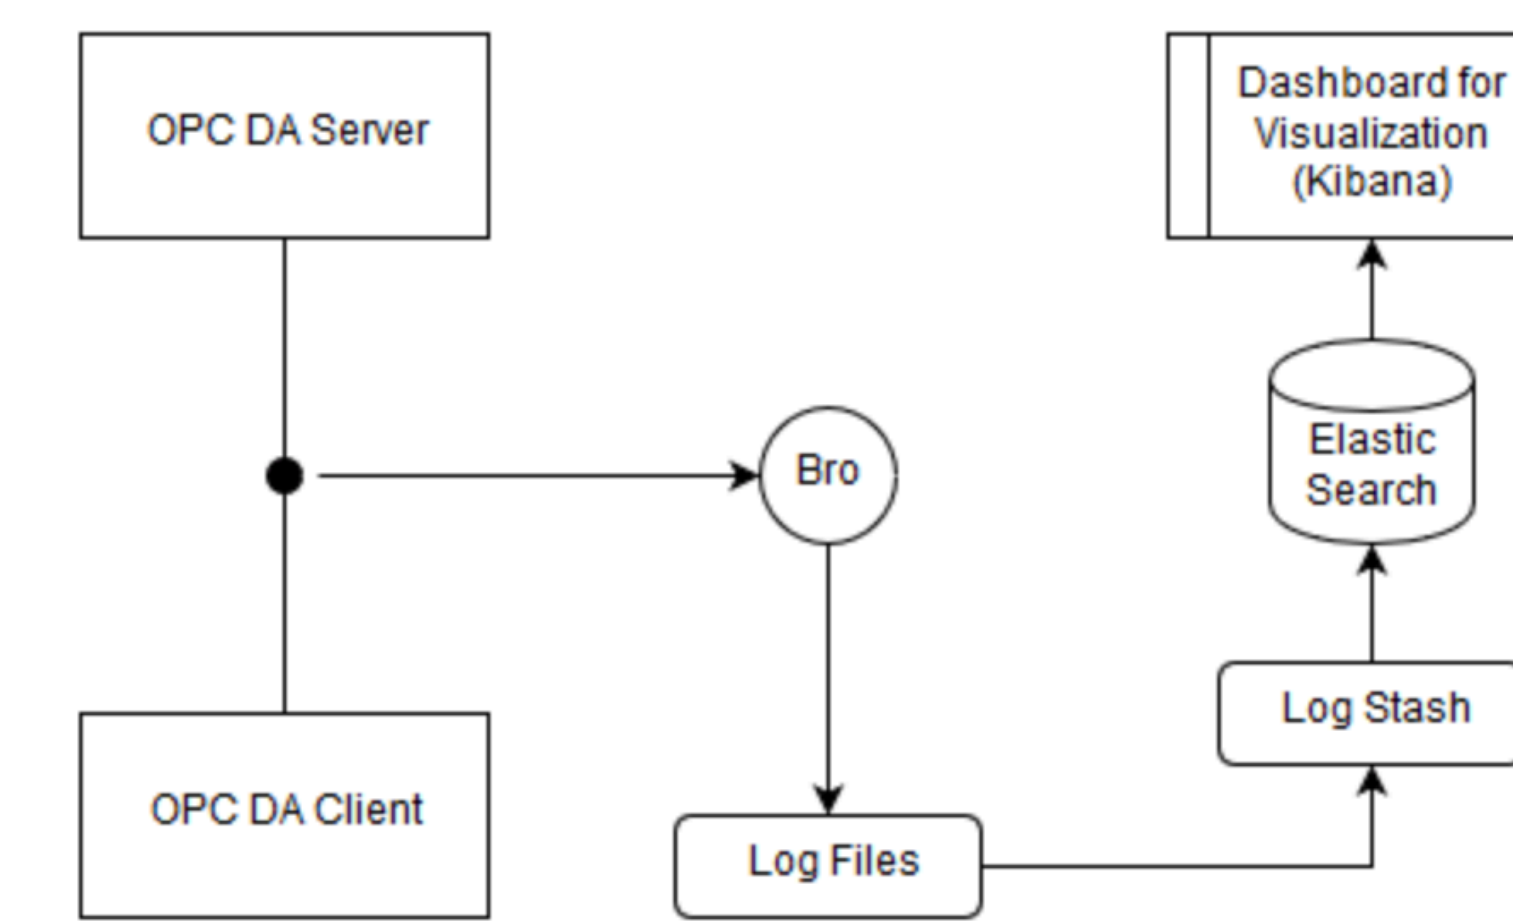 OPC DA Server
Dashboard for
Visualization
(Kibana)
Bro
Elastic
Search
Log Stash
OPC DA Client
Log Files